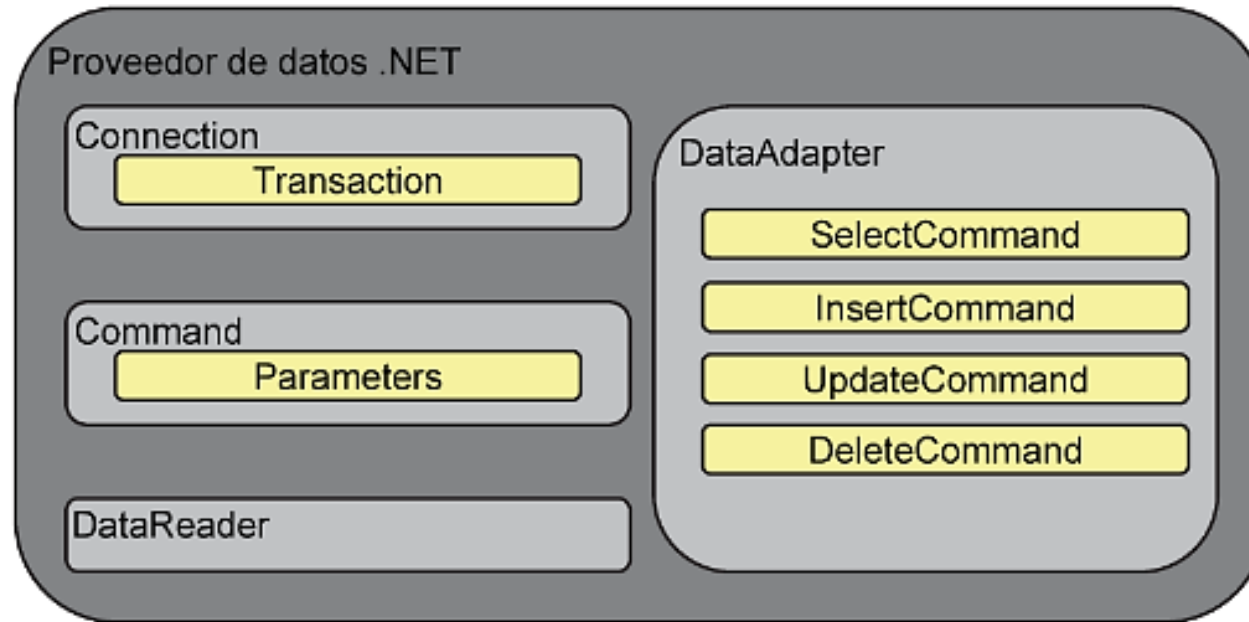 Proveedor de datos .NET
Connection
Transaction
Command
Parameters
DataReader
DataAdapter
SelectCommand
InsertCommand
UpdateCommand
DeleteCommand